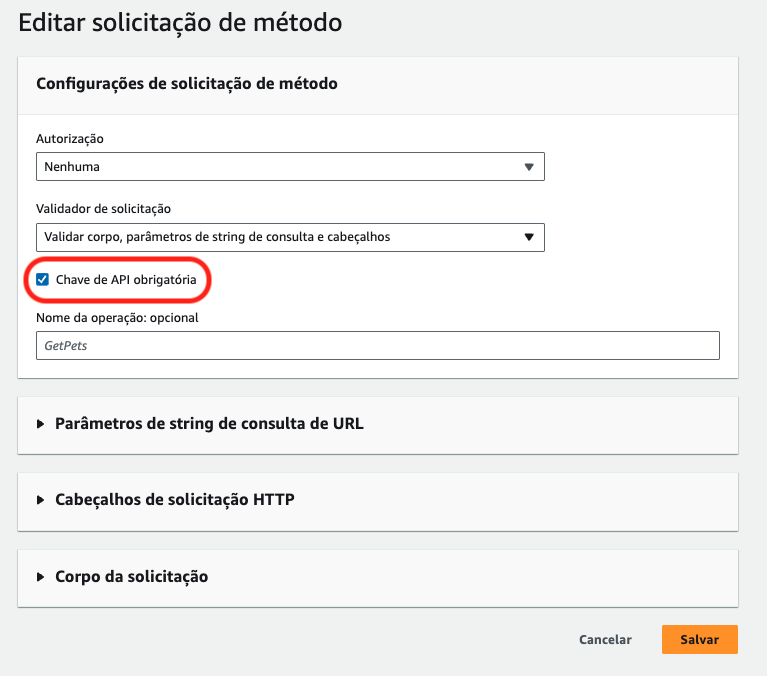 Editar solicitação de método
Configurações de solicitação de método
Autorização
Nenhuma
Validador de solicitação
Validar corpo, parâmetros de string de consulta e cabeçalhos
Chave de API obrigatória
Nome da operação: opcional
GetPets
Parâmetros de string de consulta de URL
Cabeçalhos de solicitação HTTP
Corpo da solicitação
Cancelar
Salvar